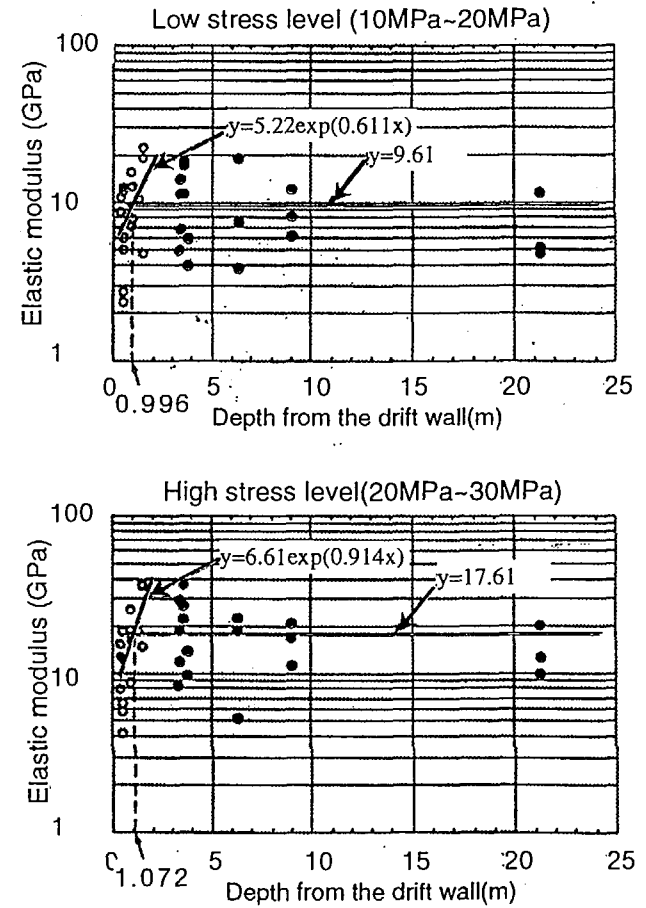 Low stress level (10MPa~20MPa)
100
Elastic modulus (GPa)
y=5.22exp(0.611x)
y=9.61
10
1
0 5 10 15 20 25
0.996
Depth from the drift wall(m)
High stress level(20MPa~30MPa)
100
Elastic modulus (GPa)
y=6.61exp(0.914x)
y=17.61
10
1
0 5 10 15 20 25
1.072
Depth from the drift wall(m)